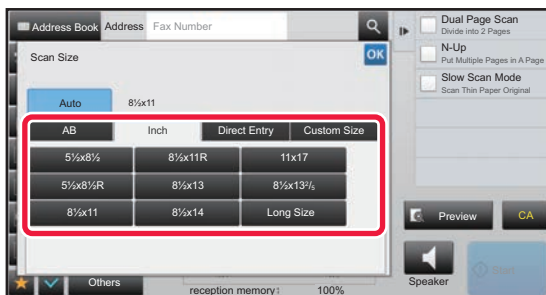 Address Book Address Fax Number
Scan Size
OK
Auto 8½x11
AB Inch Direct Entry Custom Size
5½x8½ 8½x11R 11x17
5½x8½R 8½x13 8½x13²/₅
8½x11 8½x14 Long Size
Others
reception memory: 100%
Dual Page Scan
Divide into 2 Pages
N-Up
Put Multiple Pages in A Page
Slow Scan Mode
Scan Thin Paper Original
Preview CA
Speaker Start